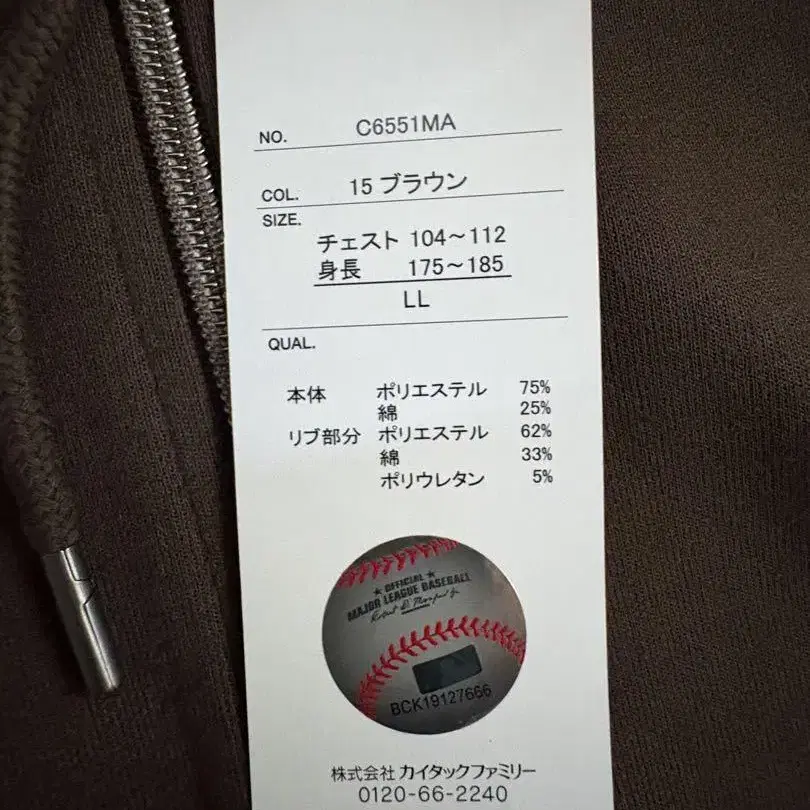 NO. C6551MA
COL. 15 ブラウン
SIZE.
チェスト 104～112
身長 175～185
LL
QUAL.
本体 ポリエステル 75%
綿 25%
リブ部分 ポリエステル 62%
綿 33%
ポリウレタン 5%
★ OFFICIAL ★
MAJOR LEAGUE BASEBALL
BCK19127666
株式会社 カイタックファミリー
0120-66-2240